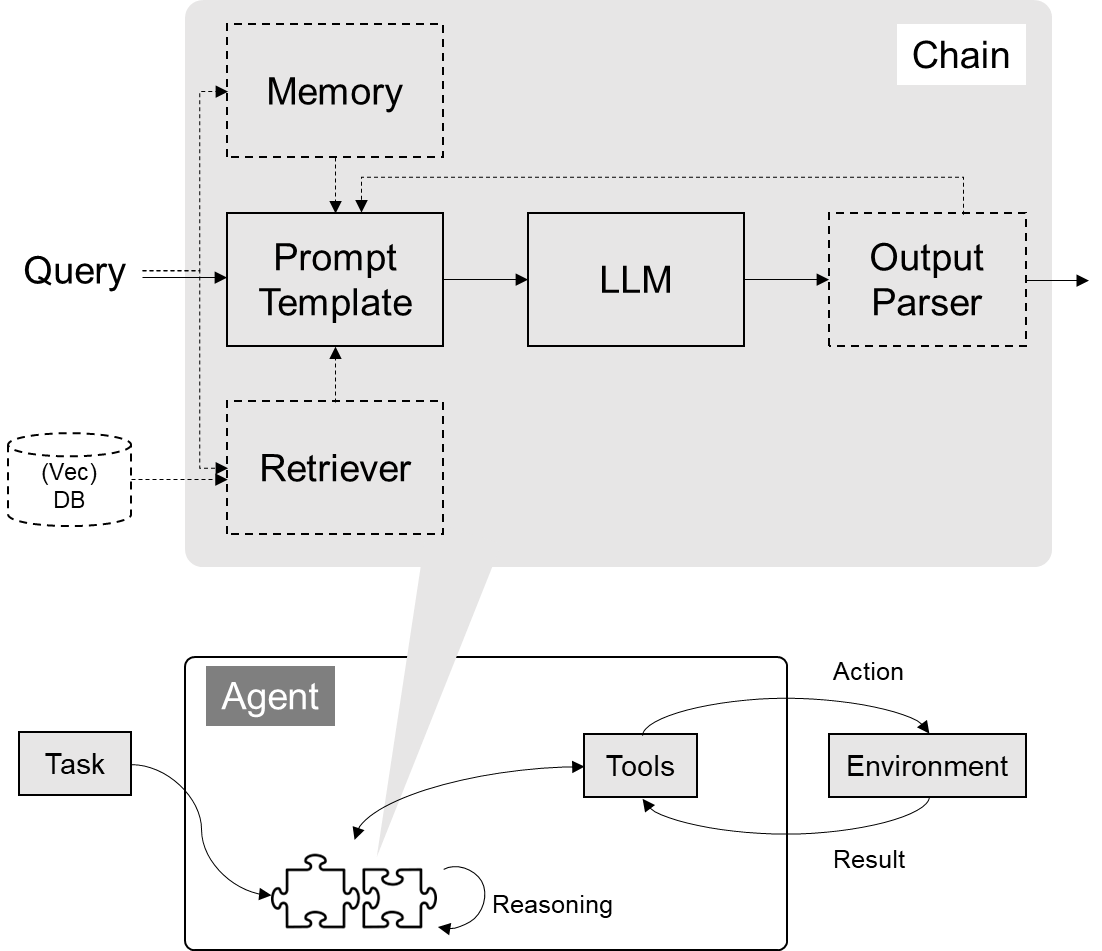 Chain
Memory
Query
Prompt
Template
LLM
Output
Parser
(Vec)
DB
Retriever
Agent
Action
Task
Tools
Environment
Result
Reasoning